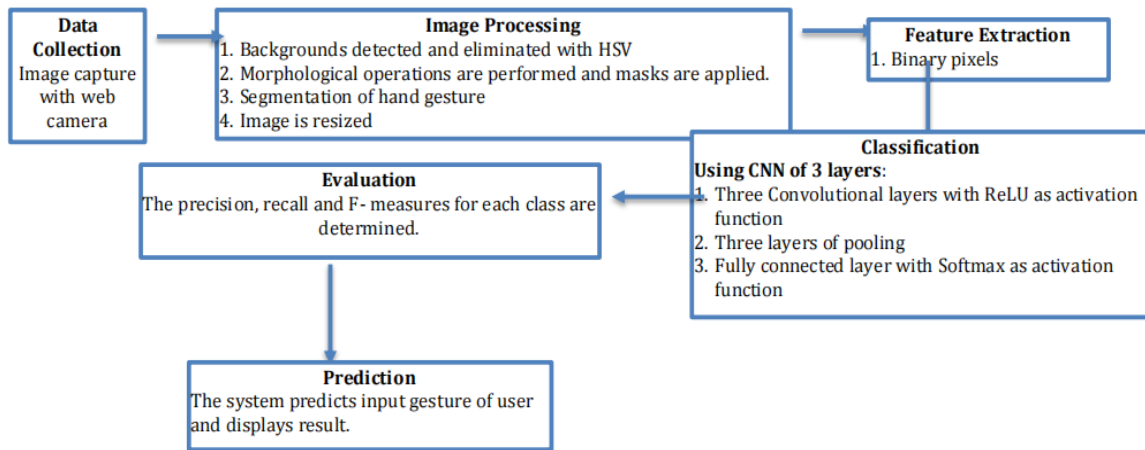 Data
Collection
Image capture
with web
camera
Image Processing
1. Backgrounds detected and eliminated with HSV
2. Morphological operations are performed and masks are applied.
3. Segmentation of hand gesture
4. Image is resized
Feature Extraction
1. Binary pixels
Classification
Using CNN of 3 layers:
1. Three Convolutional layers with ReLU as activation
function
2. Three layers of pooling
3. Fully connected layer with Softmax as activation
function
Evaluation
The precision, recall and F- measures for each class are
determined.
Prediction
The system predicts input gesture of user
and displays result.